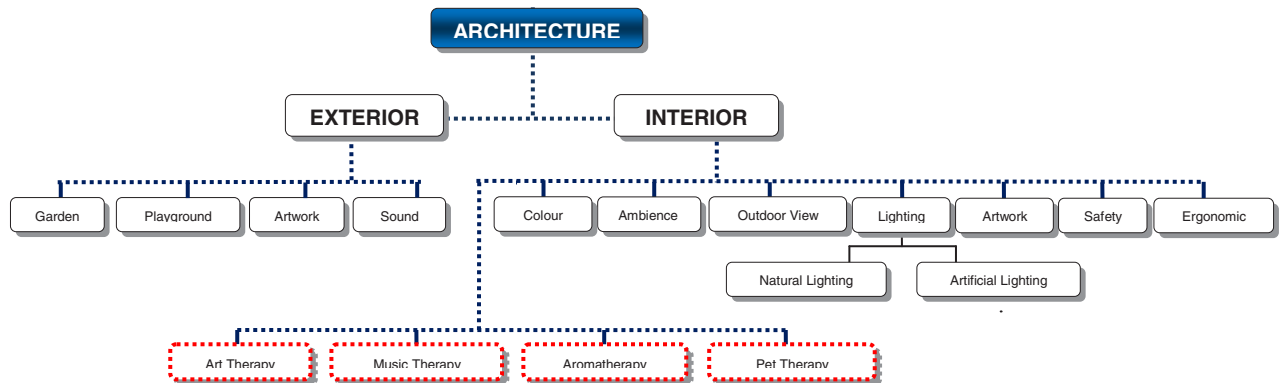 ARCHITECTURE
EXTERIOR
INTERIOR
Garden
Playground
Artwork
Sound
Colour
Ambience
Outdoor View
Lighting
Artwork
Safety
Ergonomic
Natural Lighting
Artificial Lighting
Art Therapy
Music Therapy
Aromatherapy
Pet Therapy